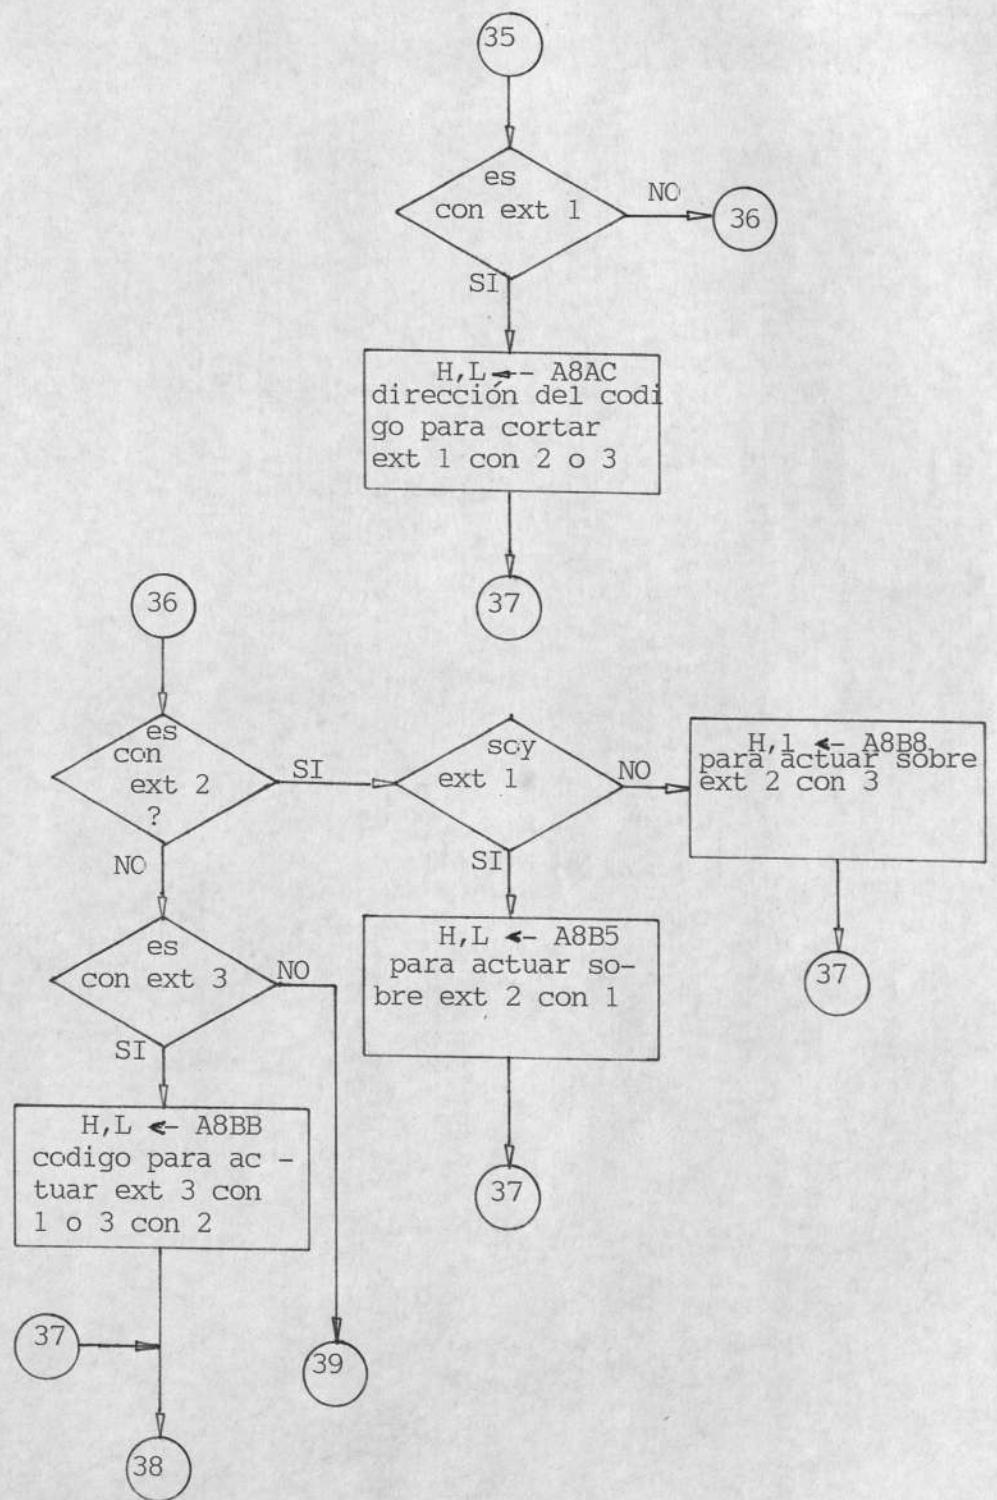 35
es
con ext 1
NO
36
SI
H,L <- A8AC
dirección del codi
go para cortar
ext 1 con 2 o 3
37
36
es
con
ext 2
?
SI
NO
soy
ext 1
NO
SI
H,l <- A8B8
para actuar sobre
ext 2 con 3
37
H,L <- A8B5
para actuar so-
bre ext 2 con 1
37
es
con ext 3
NO
SI
H,L <- A8BB
codigo para ac -
tuar ext 3 con
1 o 3 con 2
37
39
38